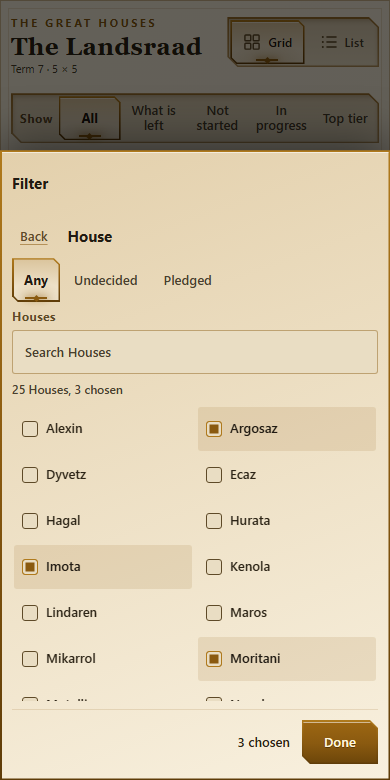 THE GREAT HOUSES
The Landsraad
Term 7 · 5 × 5
Grid
List
Show
All
What is left
Not started
In progress
Top tier
Filter
Back
House
Any
Undecided
Pledged
Houses
Search Houses
25 Houses, 3 chosen
Alexin
Argosaz
Dyvetz
Ecaz
Hagal
Hurata
Imota
Kenola
Lindaren
Maros
Mikarrol
Moritani
3 chosen
Done